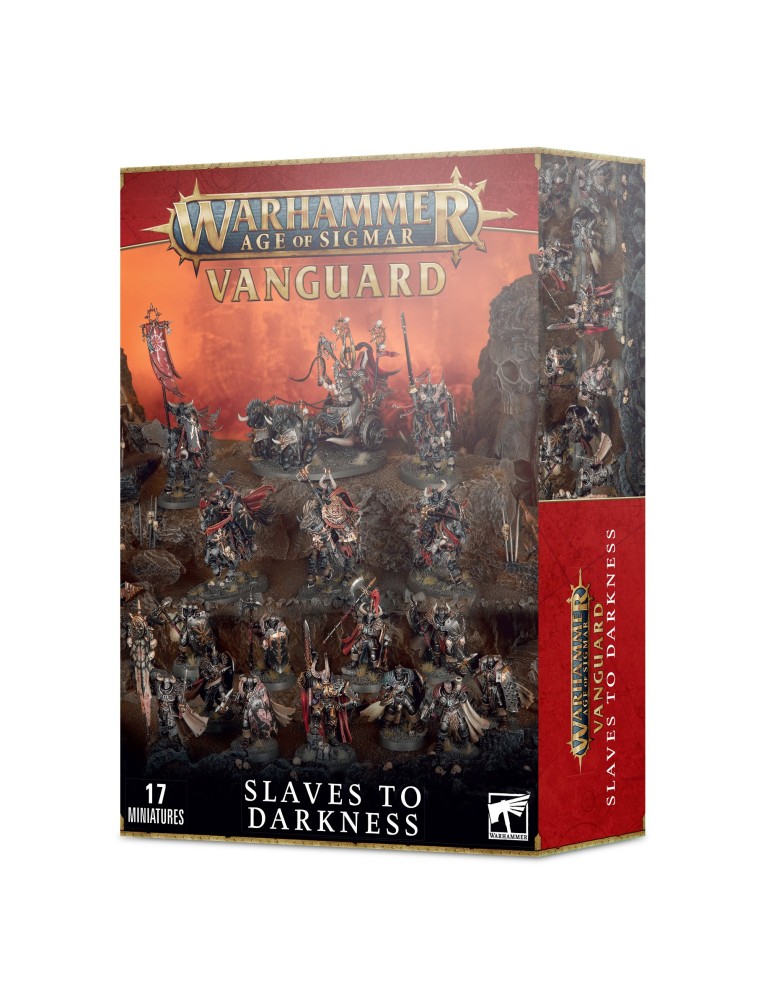 WARHAMMER
AGE OF SIGMAR
VANGUARD
17
MINIATURES
SLAVES TO
DARKNESS
WARHAMMER
WARHAMMER
AGE OF SIGMAR
VANGUARD
SLAVES TO DARKNESS